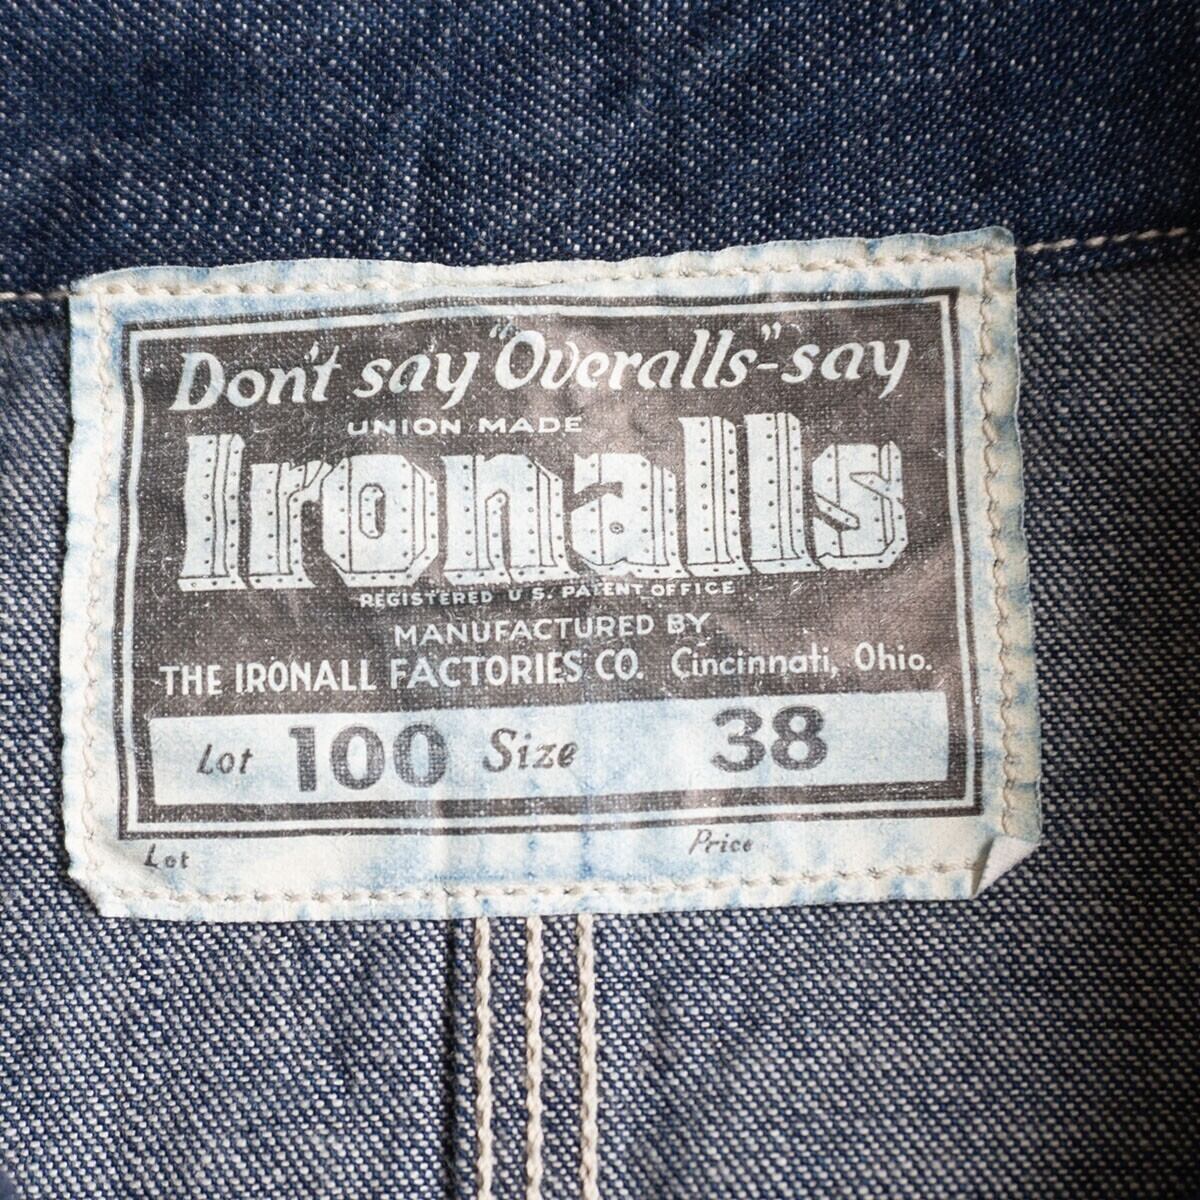 Don't say "Overalls"-say
UNION MADE
Ironalls
REGISTERED U.S. PATENT OFFICE
MANUFACTURED BY
THE IRONALL FACTORIES CO. Cincinnati, Ohio.
Lot 100 Size 38
Lot Price